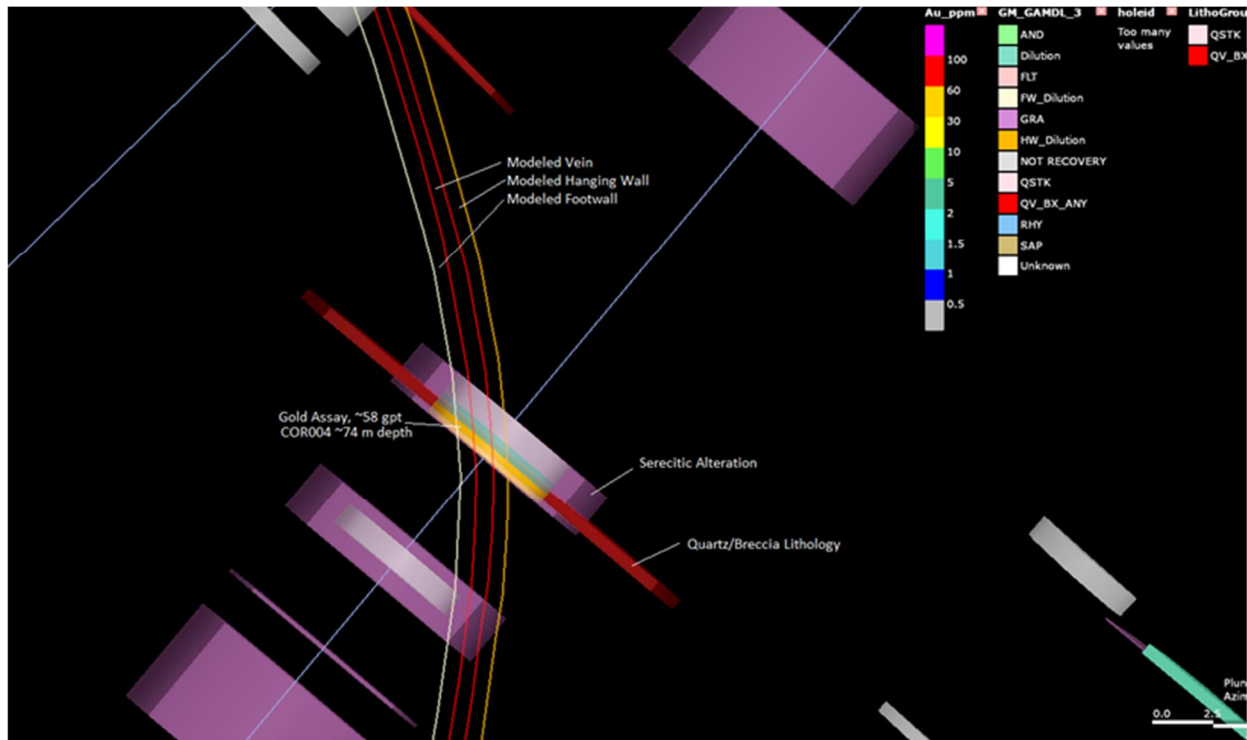 Au_ppm
100
60
30
10
5
2
1.5
1
0.5
GM_GAMDL_3
AND
Dilution
FLT
FW_Dilution
GRA
HW_Dilution
NOT RECOVERY
QSTK
QV_BX_ANY
RHY
SAP
Unknown
holeid
Too many
values
LithoGrou
QSTK
QV_BX
Modeled Vein
Modeled Hanging Wall
Modeled Footwall
Gold Assay, ~58 gpt
COR004 ~74 m depth
Serecitic Alteration
Quartz/Breccia Lithology
Plun
Azim
0.0 2.5